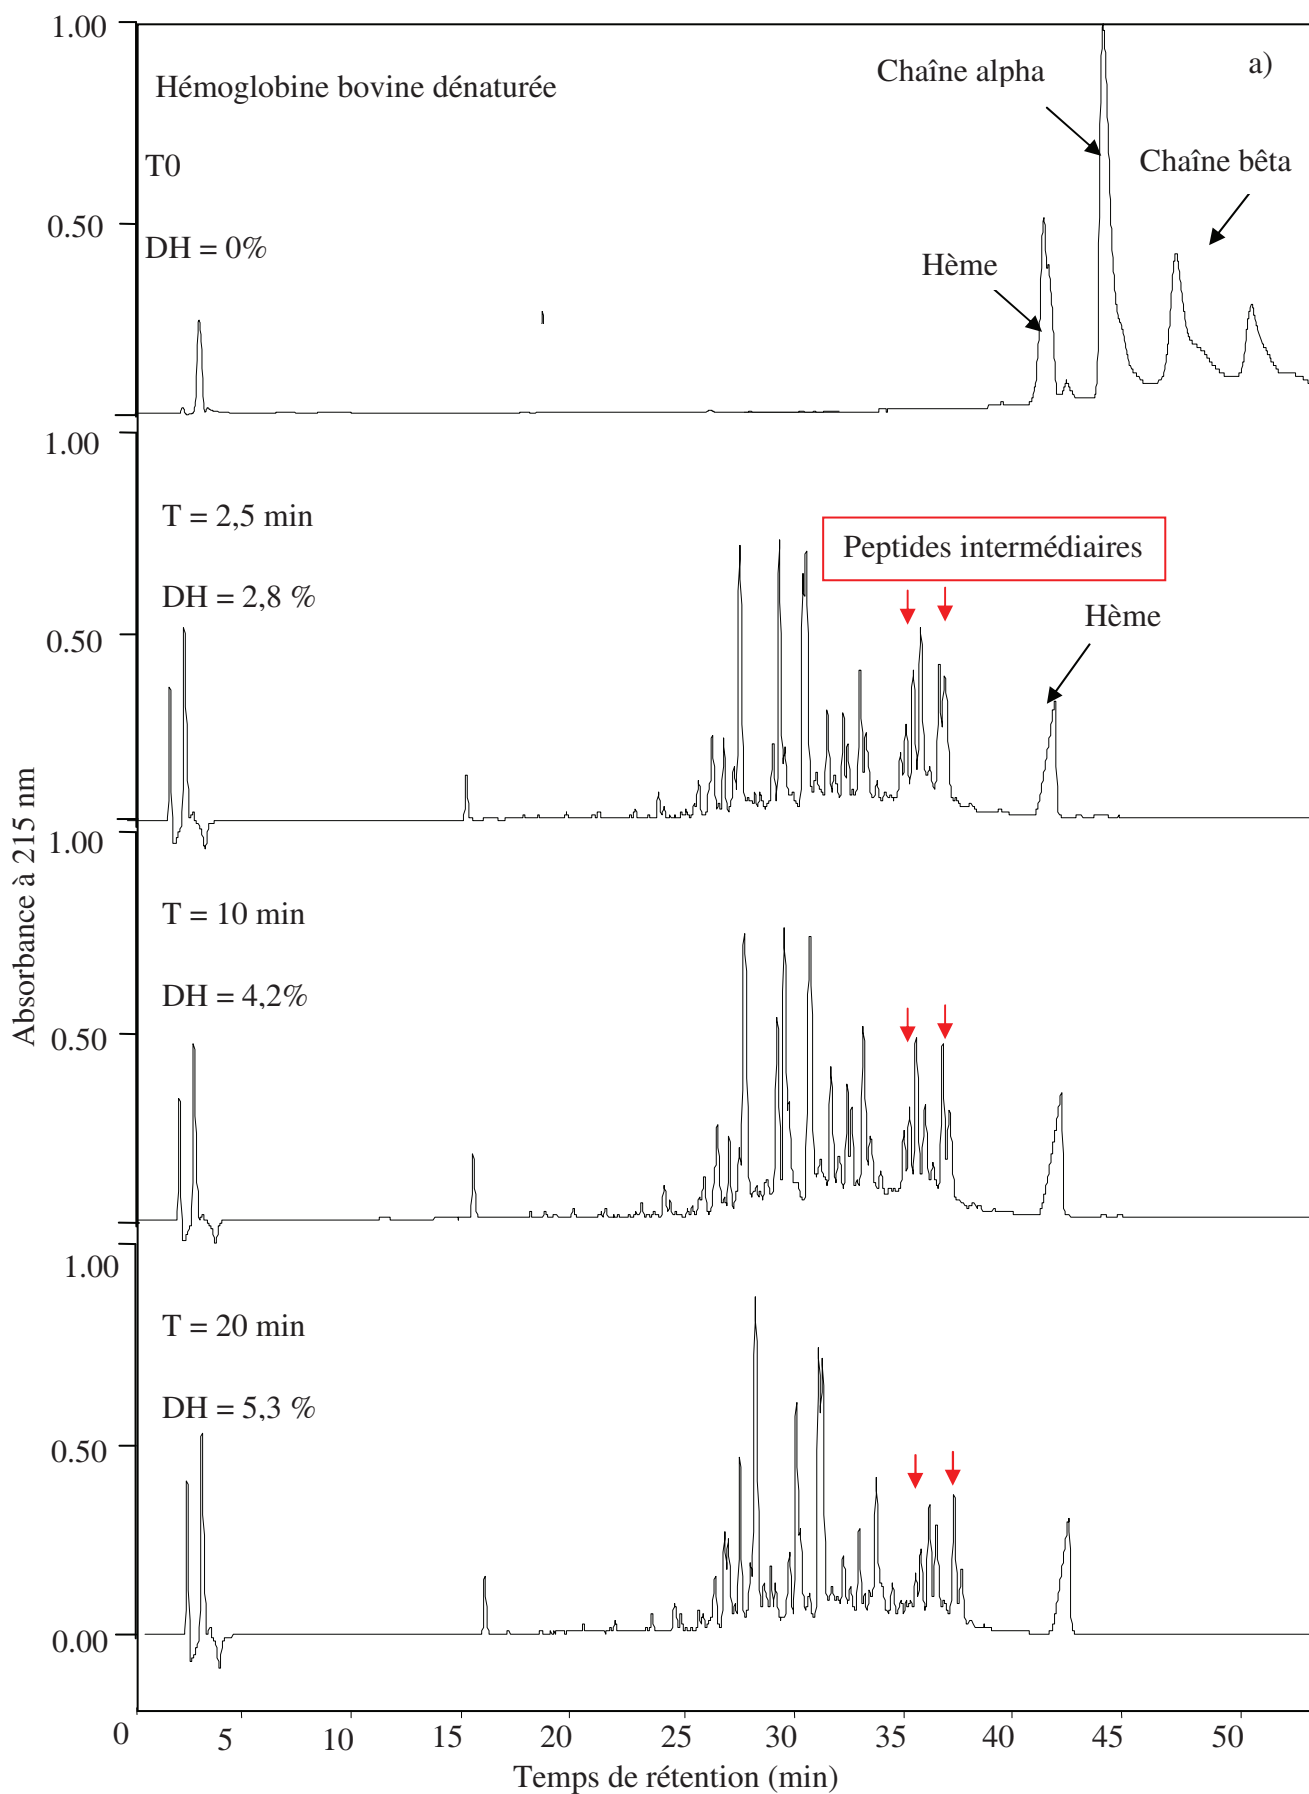 1.00
Hémoglobine bovine dénaturée
Chaîne alpha
a)
T0
Chaîne bêta
0.50
DH = 0%
Hème
1.00
T = 2,5 min
Peptides intermédiaires
DH = 2,8 %
Hème
0.50
1.00
T = 10 min
DH = 4,2%
0.50
Absorbance à 215 nm
1.00
T = 20 min
DH = 5,3 %
0.50
0.00
0 5 10 15 20 25 30 35 40 45 50
Temps de rétention (min)